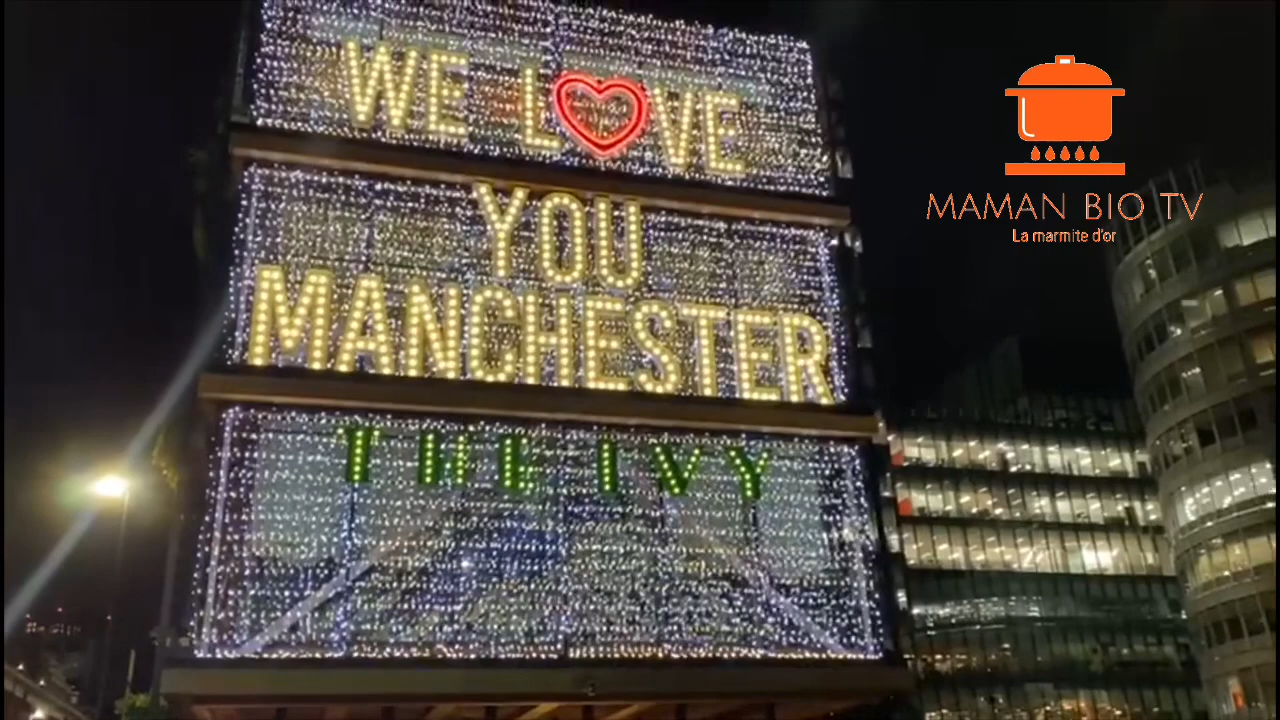 WE LOVE
YOU
MANCHESTER
THE IVY
MAMAN BIO TV
La marmite d'or